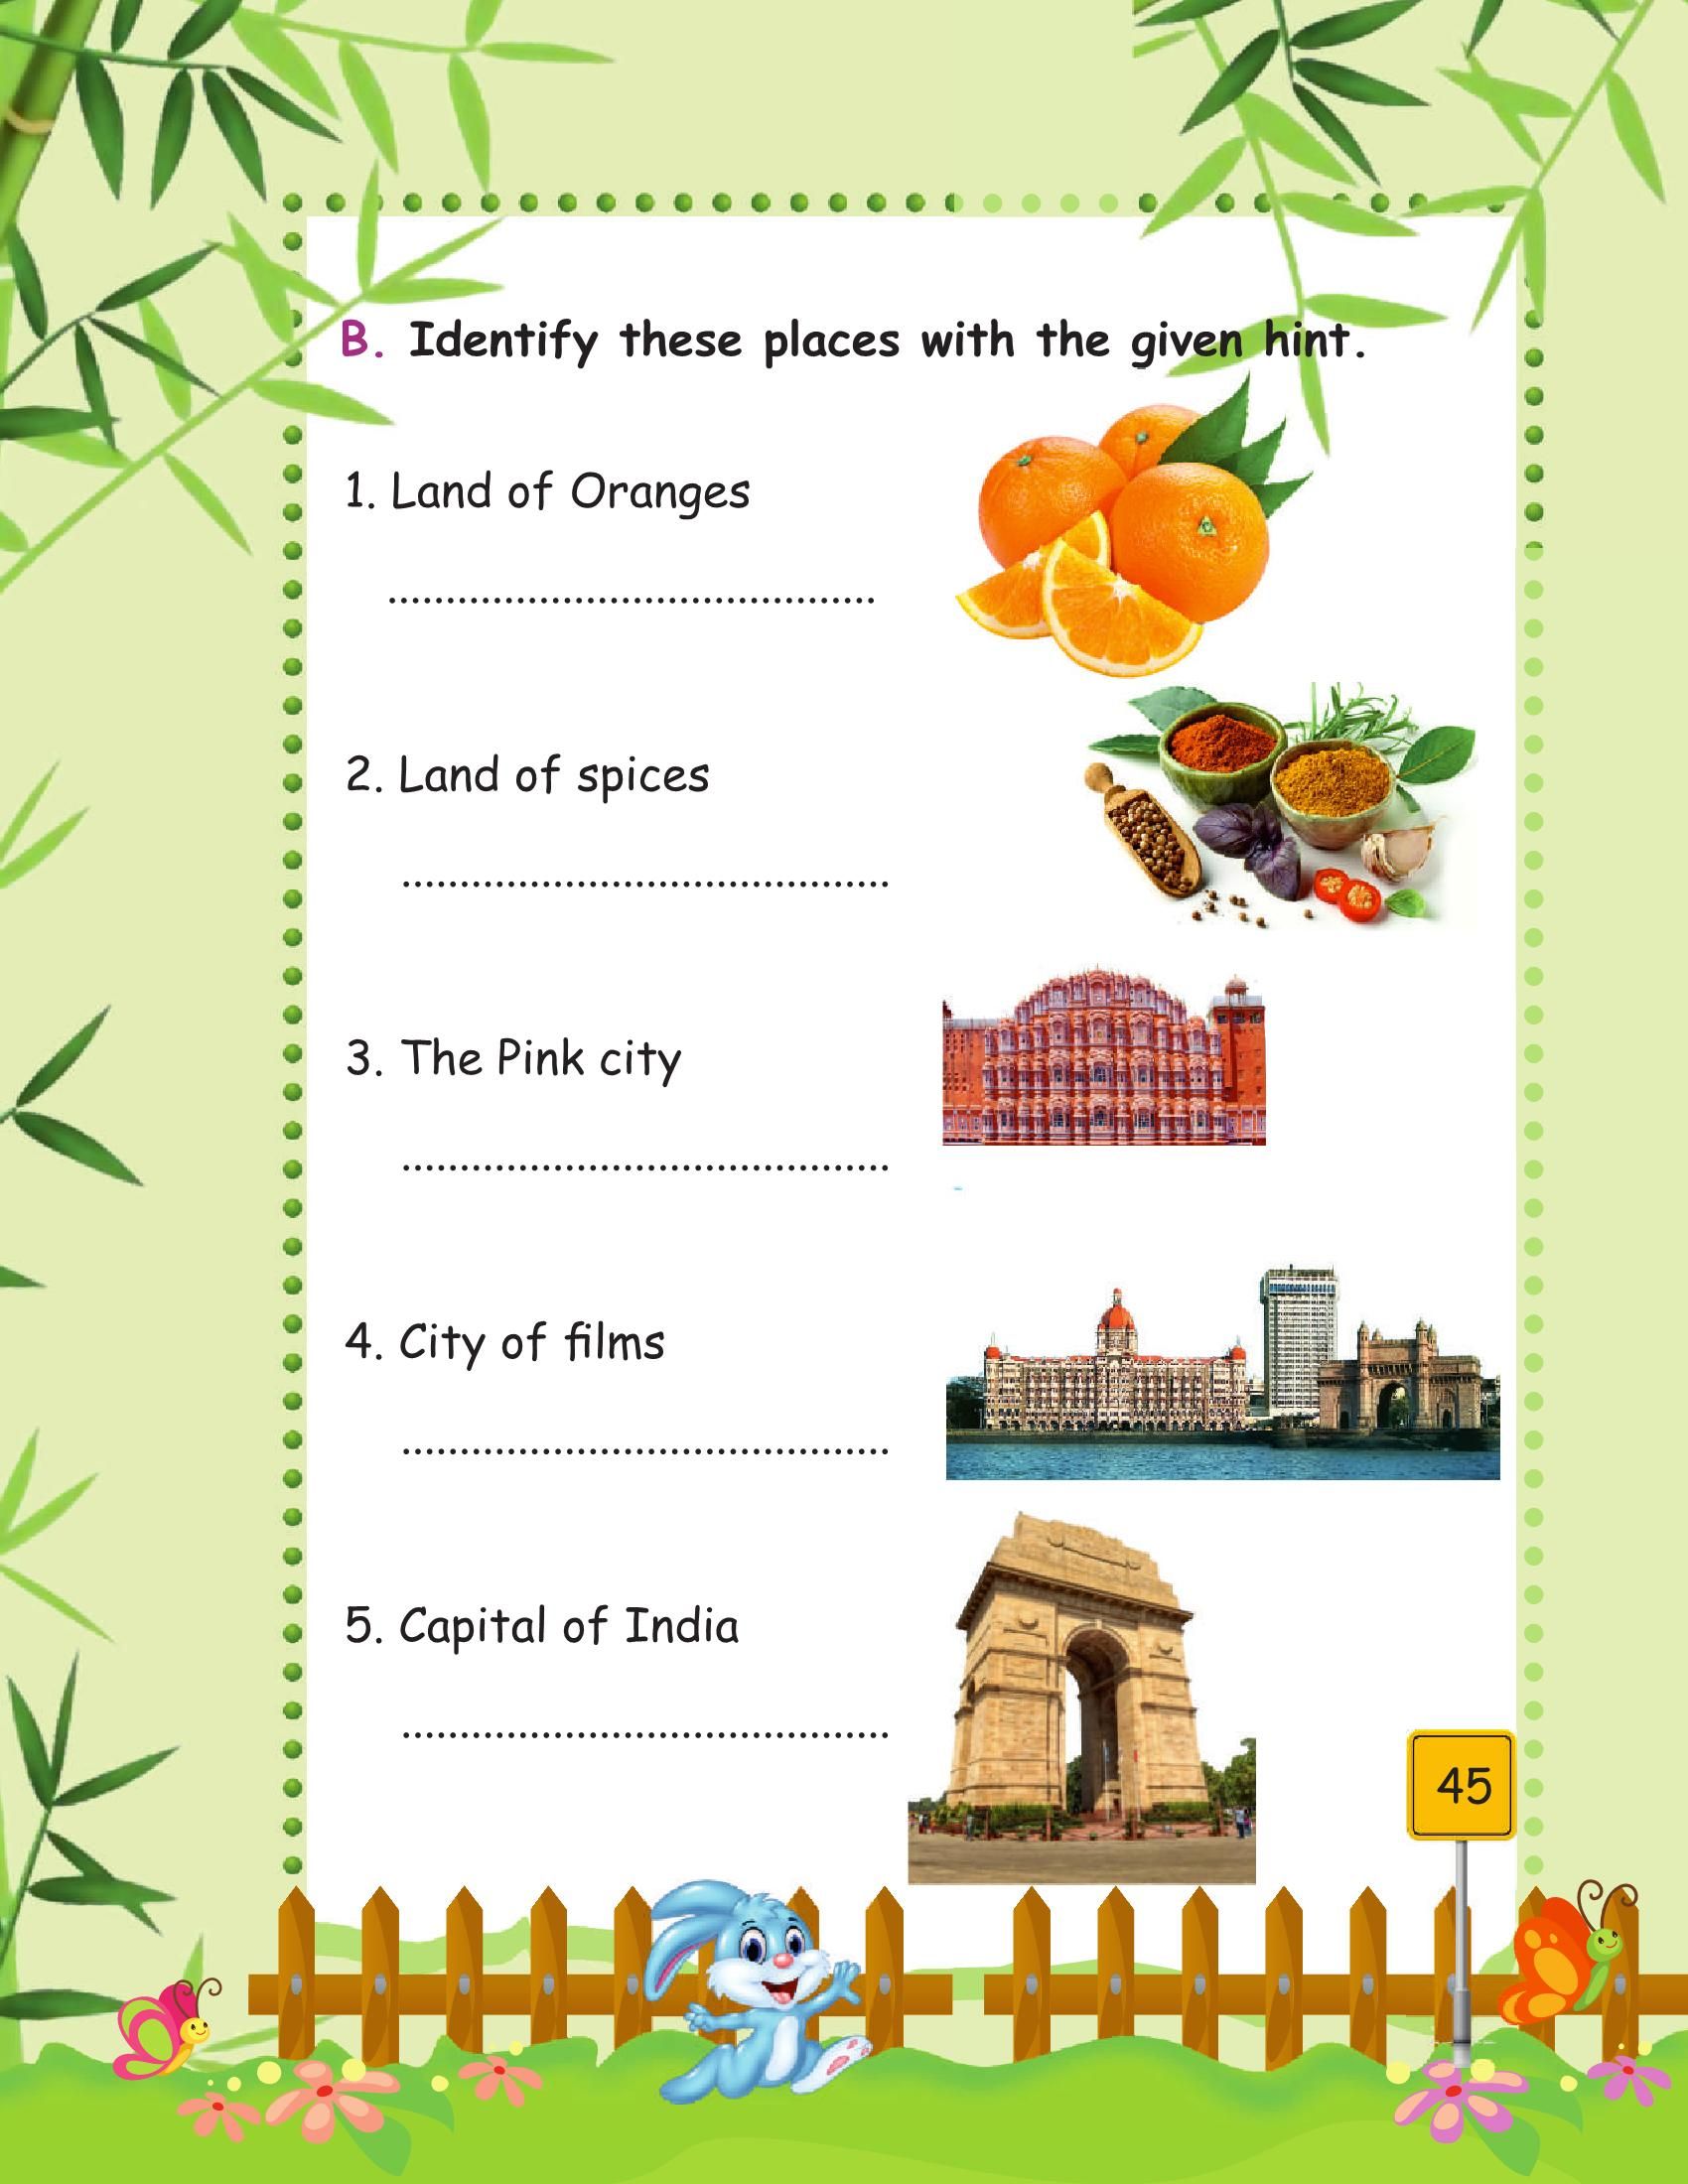 B. Identify these places with the given hint.
1. Land of Oranges
..........................................
2. Land of spices
..........................................
3. The Pink city
..........................................
4. City of films
..........................................
5. Capital of India
..........................................
45